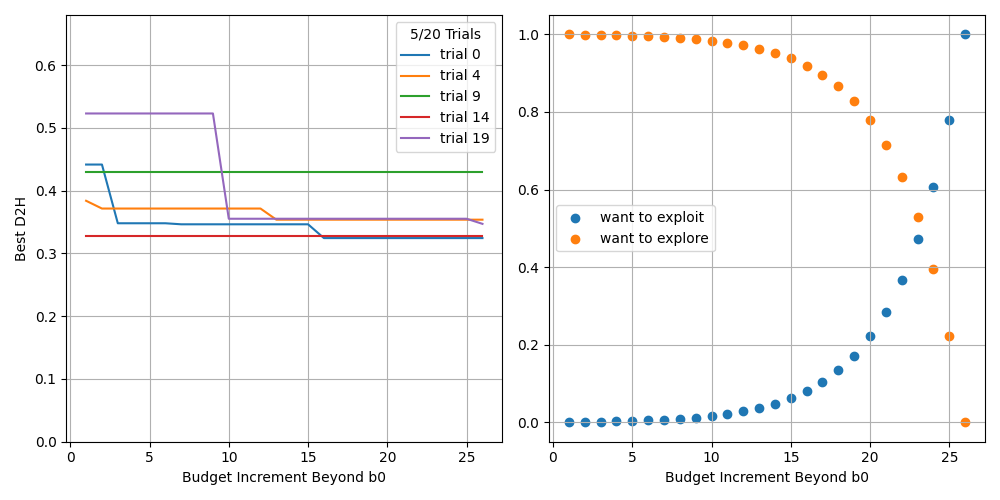 5/20 Trials
trial 0
trial 4
trial 9
trial 14
trial 19
0.6
0.5
0.4
0.3
0.2
0.1
0.0
Best D2H
0 5 10 15 20 25
Budget Increment Beyond b0
want to exploit
want to explore
1.0
0.8
0.6
0.4
0.2
0.0
0 5 10 15 20 25
Budget Increment Beyond b0